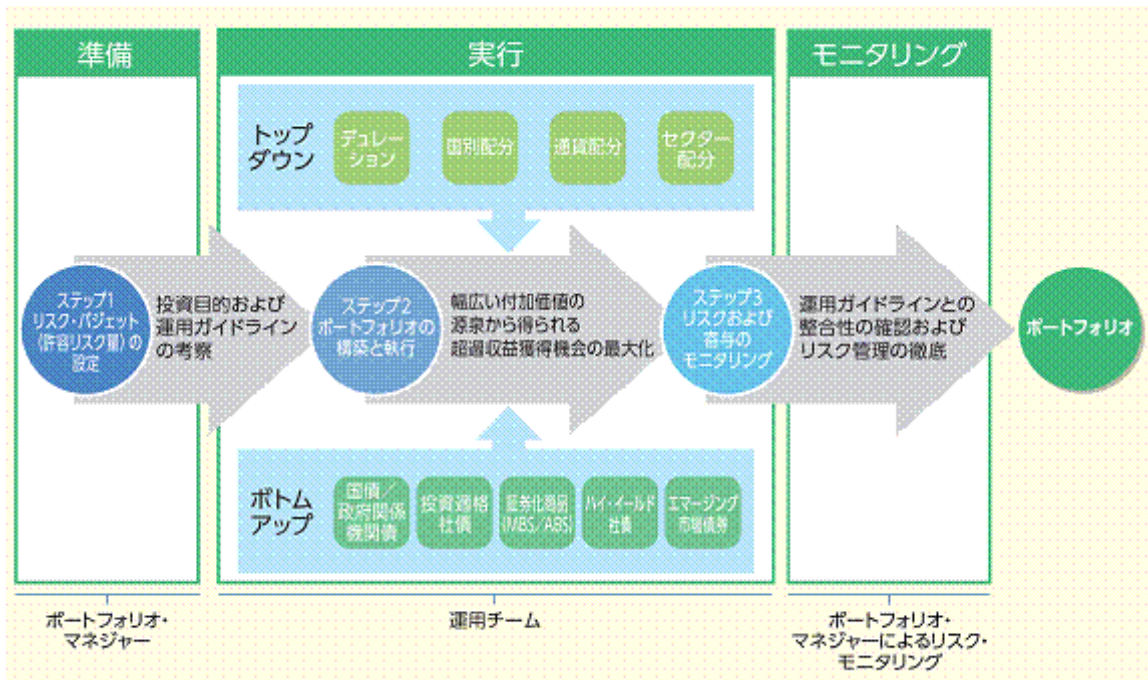 準備
実行
モニタリング
トップ
ダウン
デュレー
ション
国別配分
通貨配分
セクター
配分
ステップ1
リスク・バジェット
(許容リスク量)の
設定
投資目的および
運用ガイドライン
の考察
ステップ2
ポートフォリオの
構築と執行
幅広い付加価値の
源泉から得られる
超過収益獲得機会の最大化
ステップ3
リスクおよび
寄与の
モニタリング
運用ガイドラインとの
整合性の確認および
リスク管理の徹底
ポートフォリオ
ボトム
アップ
国債/
政府関係
機関債
投資適格
社債
証券化商品
(MBS/ABS)
ハイ・イールド
社債
エマージング
市場債券
ポートフォリオ・
マネジャー
運用チーム
ポートフォリオ・
マネジャーによるリスク・
モニタリング